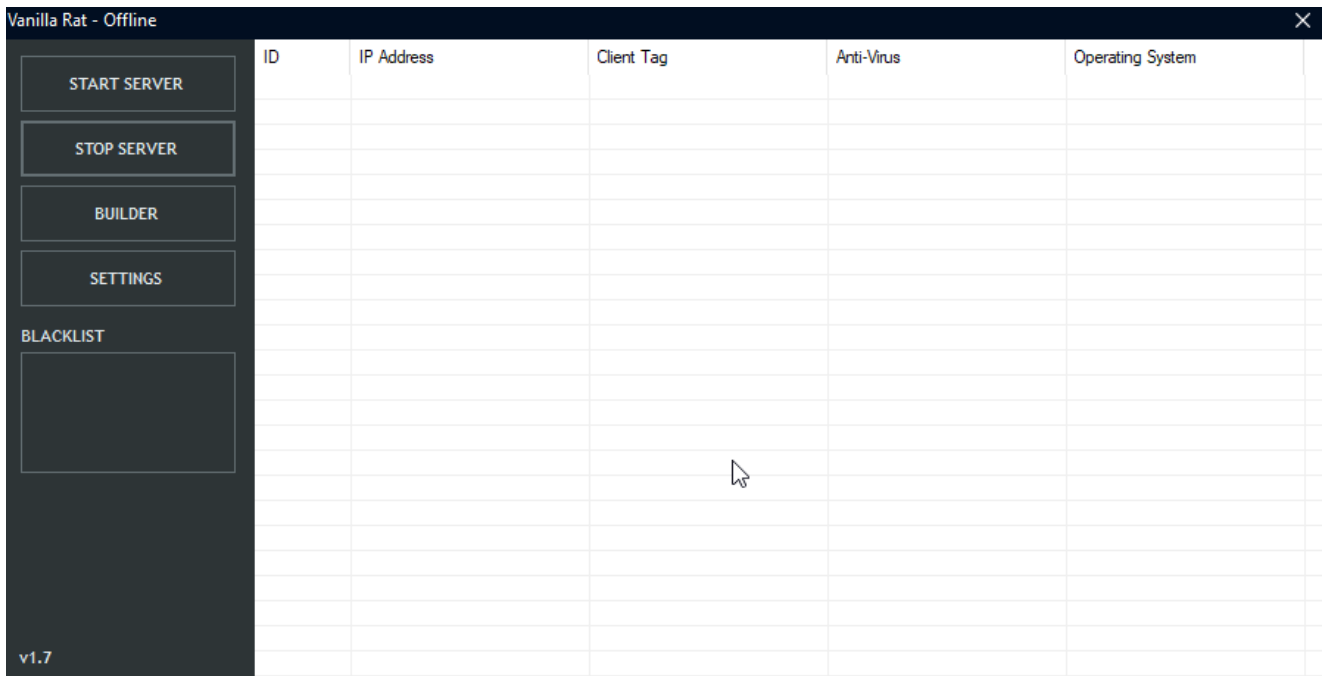 Vanilla Rat - Offline
START SERVER
STOP SERVER
BUILDER
SETTINGS
BLACKLIST
v1.7
ID IP Address Client Tag Anti-Virus Operating System